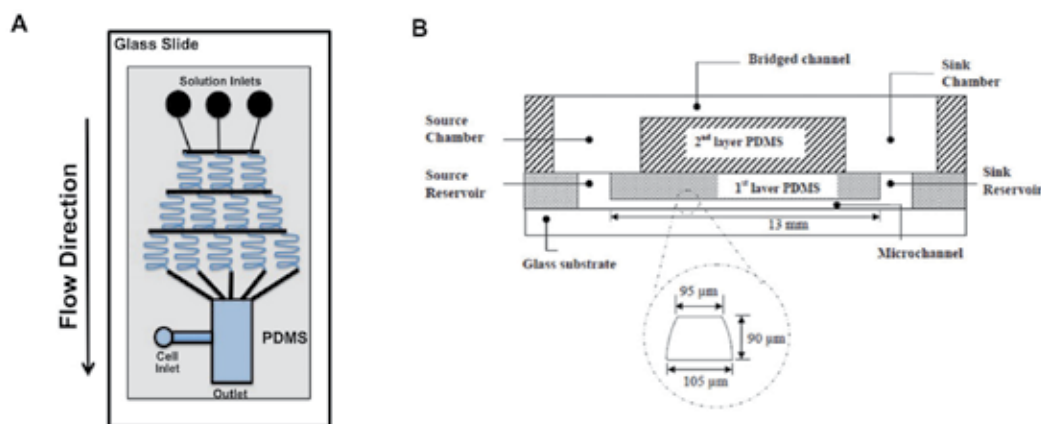 A
Glass Slide
Solution Inlets
Flow Direction
PDMS
Cell
Inlet
Outlet
B
Bridged channel
Sink
Chamber
Source
Chamber
2nd layer PDMS
Source
Reservoir
1st layer PDMS
Sink
Reservoir
13 mm
Microchannel
Glass substrate
95 µm
90 µm
105 µm